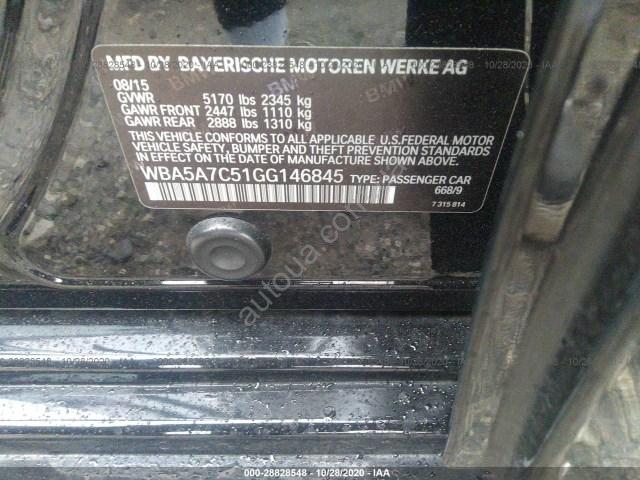 MFD BY BAYERISCHE MOTOREN WERKE AG
08/15
GVWR 5170 lbs 2345 kg
GAWR FRONT 2447 lbs 1110 kg
GAWR REAR 2888 lbs 1310 kg
THIS VEHICLE CONFORMS TO ALL APPLICABLE U.S.FEDERAL MOTOR
VEHICLE SAFETY, BUMPER AND THEFT PREVENTION STANDARDS
IN EFFECT ON THE DATE OF MANUFACTURE SHOWN ABOVE.
WBA5A7C51GG146845 TYPE: PASSENGER CAR
668/9
7 315 814
autoua.com
000-28828548 - 10/28/2020 - IAA